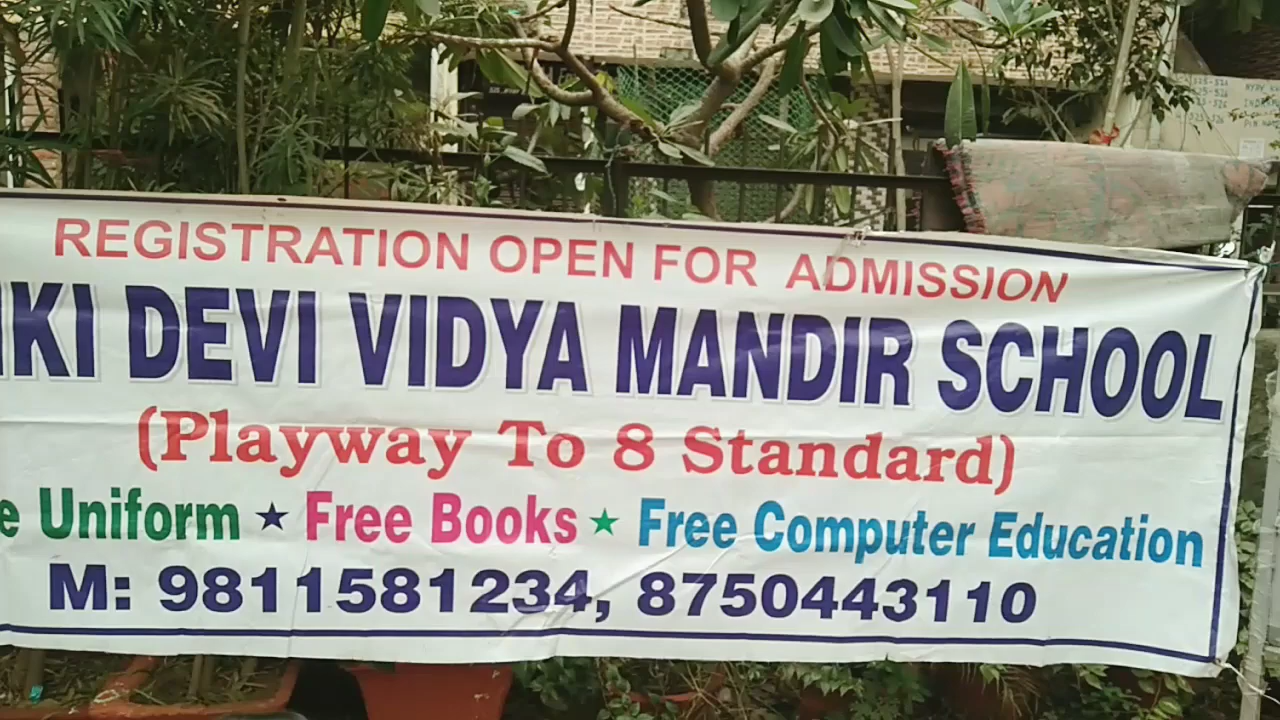 REGISTRATION OPEN FOR ADMISSION
IKI DEVI VIDYA MANDIR SCHOOL
(Playway To 8 Standard)
e Uniform ★ Free Books ★ Free Computer Education
M: 9811581234, 8750443110